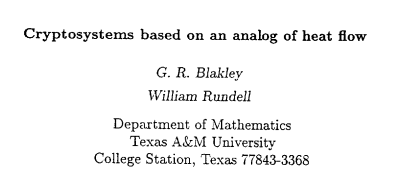 Cryptosystems based on an analog of heat flow
G. R. Blakley
William Rundell
Department of Mathematics
Texas A&M University
College Station, Texas 77843-3368